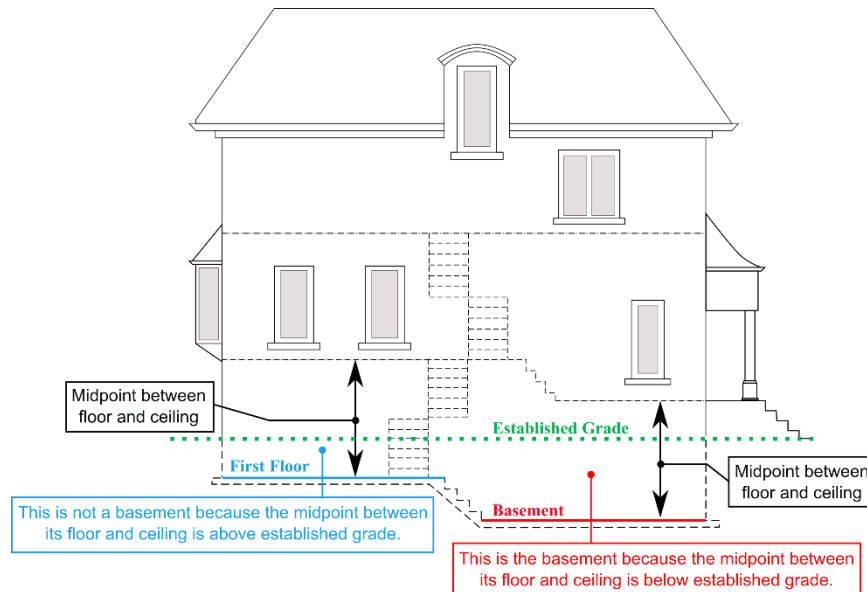 Midpoint between
floor and ceiling
Established Grade
First Floor
Midpoint between
floor and ceiling
This is not a basement because the midpoint between
its floor and ceiling is above established grade.
Basement
This is the basement because the midpoint between
its floor and ceiling is below established grade.